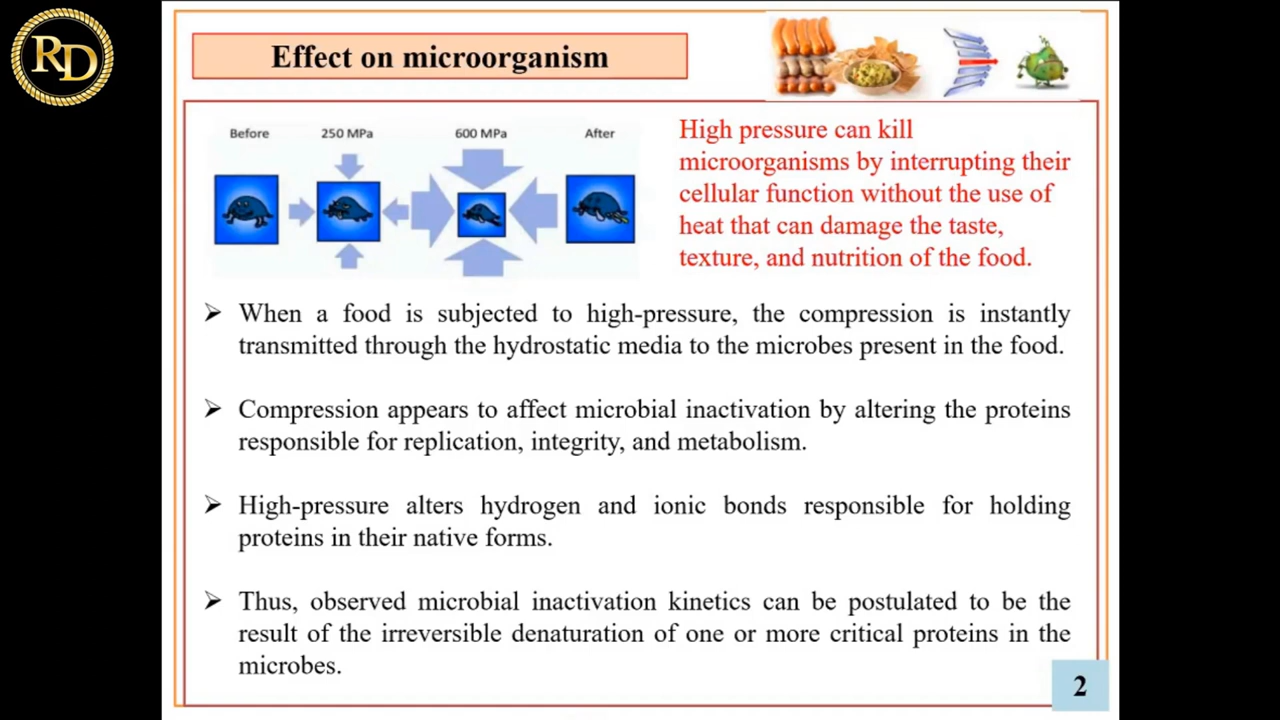 RD
Effect on microorganism
Before 250 MPa 600 MPa After
High pressure can kill
microorganisms by interrupting their
cellular function without the use of
heat that can damage the taste,
texture, and nutrition of the food.
When a food is subjected to high-pressure, the compression is instantly
transmitted through the hydrostatic media to the microbes present in the food.
Compression appears to affect microbial inactivation by altering the proteins
responsible for replication, integrity, and metabolism.
High-pressure alters hydrogen and ionic bonds responsible for holding
proteins in their native forms.
Thus, observed microbial inactivation kinetics can be postulated to be the
result of the irreversible denaturation of one or more critical proteins in the
microbes.
2